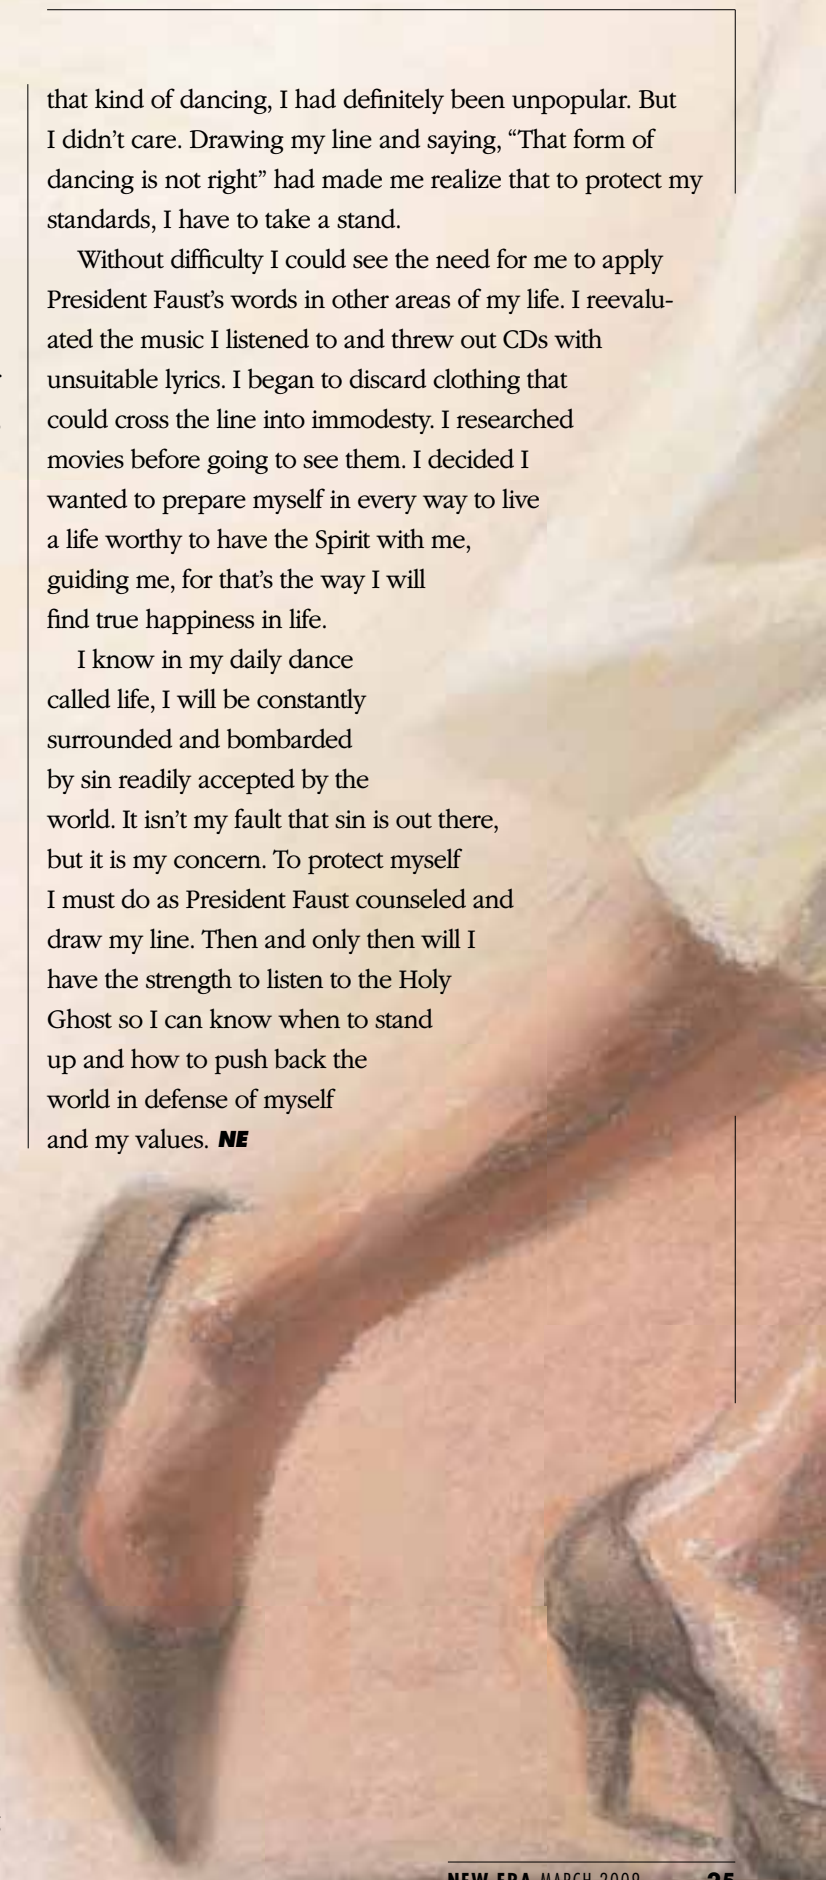 that kind of dancing, I had definitely been unpopular. But
I didn’t care. Drawing my line and saying, “That form of
dancing is not right” had made me realize that to protect my
standards, I have to take a stand.
Without difficulty I could see the need for me to apply
President Faust’s words in other areas of my life. I reevalu-
ated the music I listened to and threw out CDs with
unsuitable lyrics. I began to discard clothing that
could cross the line into immodesty. I researched
movies before going to see them. I decided I
wanted to prepare myself in every way to live
a life worthy to have the Spirit with me,
guiding me, for that’s the way I will
find true happiness in life.
I know in my daily dance
called life, I will be constantly
surrounded and bombarded
by sin readily accepted by the
world. It isn’t my fault that sin is out there,
but it is my concern. To protect myself
I must do as President Faust counseled and
draw my line. Then and only then will I
have the strength to listen to the Holy
Ghost so I can know when to stand
up and how to push back the
world in defense of myself
and my values. NE
NEW ERA MARCH